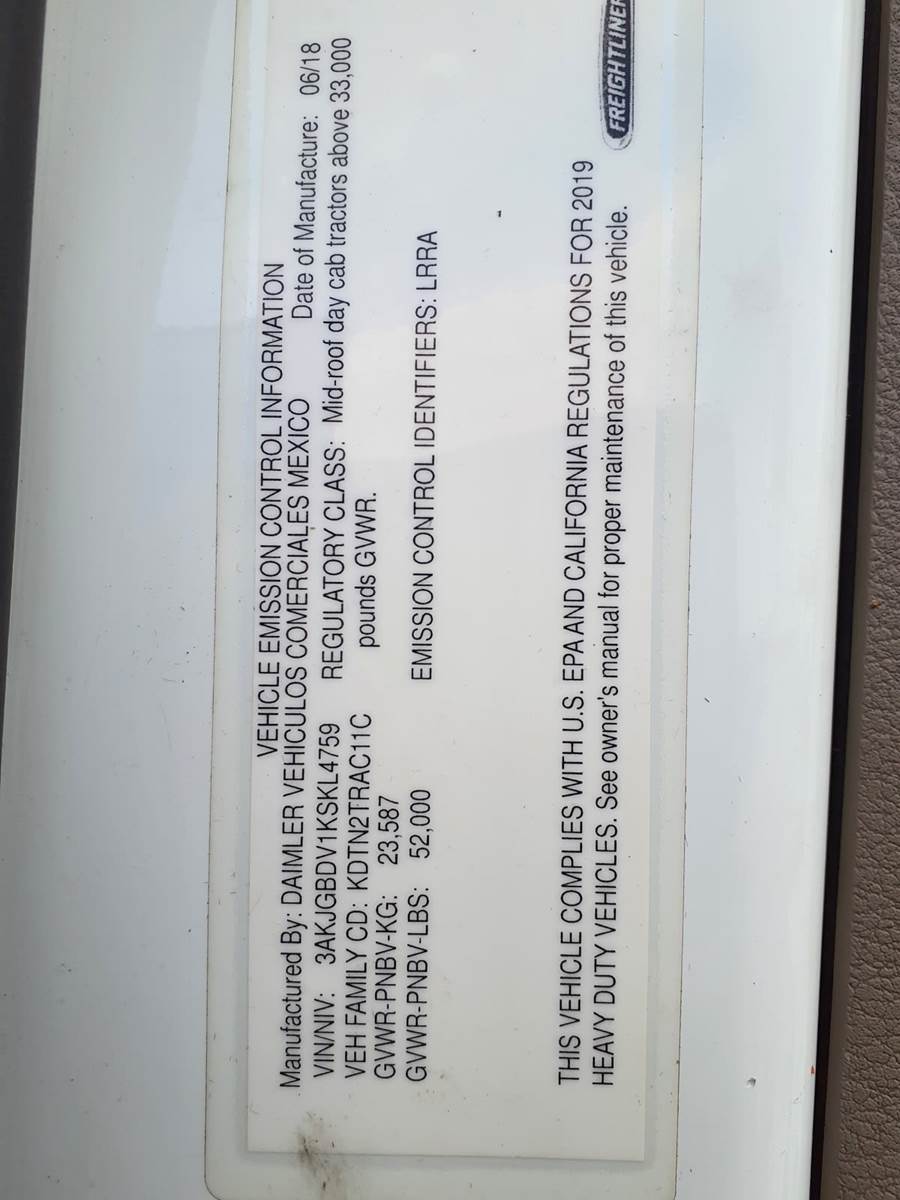 VEHICLE EMISSION CONTROL INFORMATION
Manufactured By: DAIMLER VEHICULOS COMERCIALES MEXICO Date of Manufacture: 06/18
VIN/NIV: 3AKJGBDV1KSKL4759 REGULATORY CLASS: Mid-roof day cab tractors above 33,000
VEH FAMILY CD: KDTN2TRAC11C pounds GVWR.
GVWR-PNBV-KG: 23,587
GVWR-PNBV-LBS: 52,000 EMISSION CONTROL IDENTIFIERS: LRRA
THIS VEHICLE COMPLIES WITH U.S. EPA AND CALIFORNIA REGULATIONS FOR 2019
HEAVY DUTY VEHICLES. See owner's manual for proper maintenance of this vehicle.
FREIGHTLINER